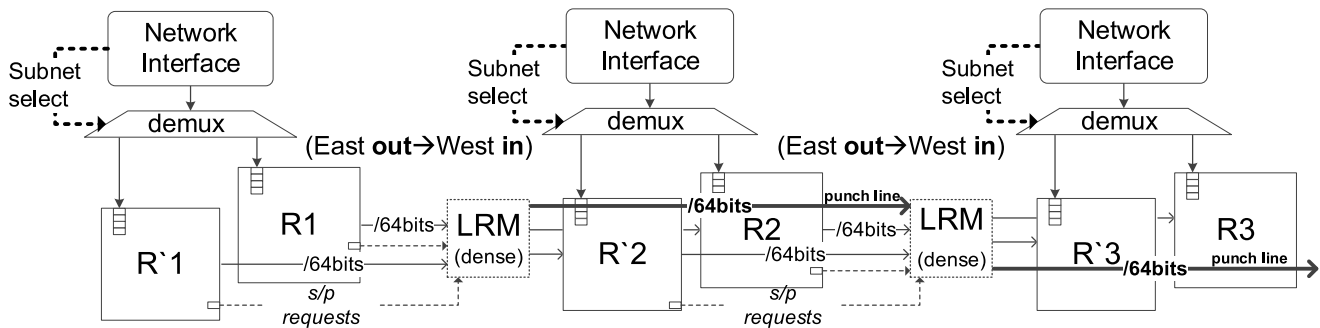 Network
Interface
Subnet
select
demux
(East out→West in)
Network
Interface
Subnet
select
demux
(East out→West in)
Network
Interface
Subnet
select
demux
R1
/64bits
R`1
/64bits
s/p
requests
LRM
(dense)
punch line
/64bits
R2
/64bits
R`2
/64bits
s/p
requests
LRM
(dense)
R`3
R3
/64bits
punch line